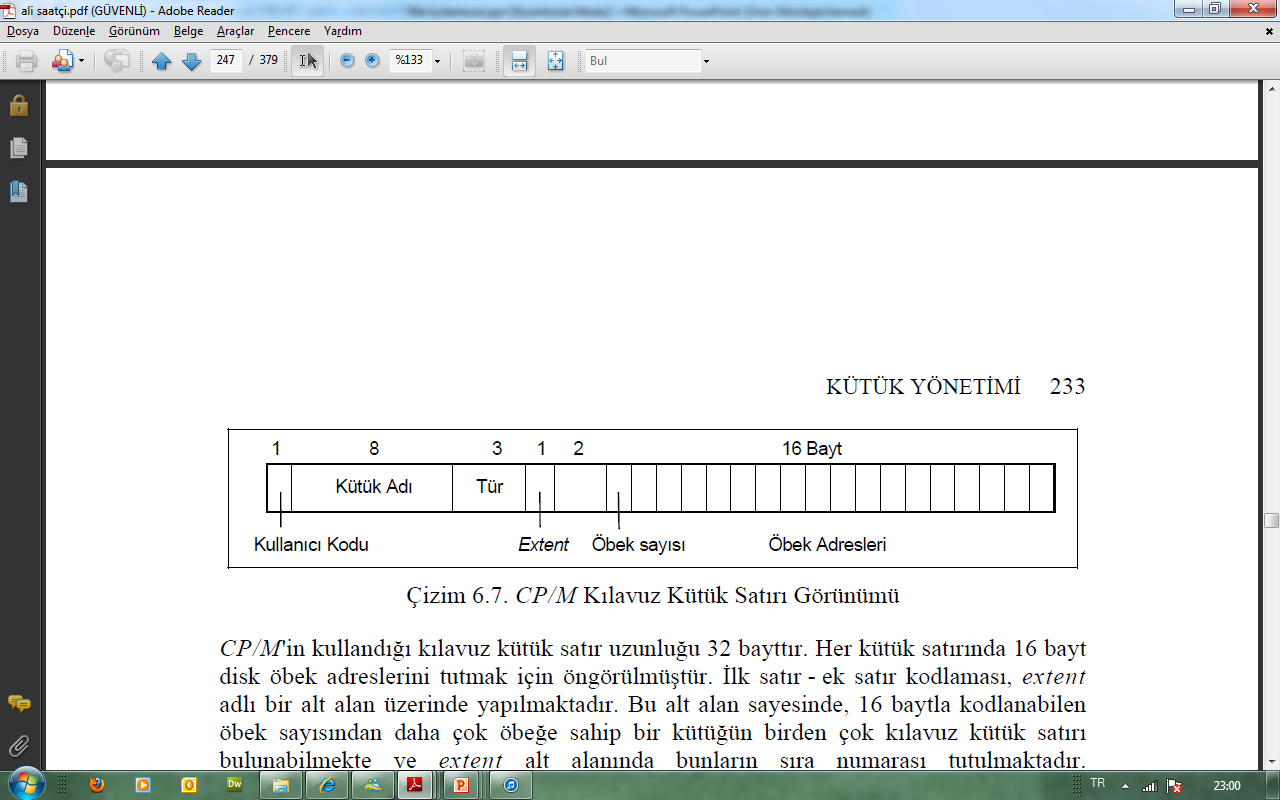 ali saatçi.pdf (GÜVENLİ) - Adobe Reader
Dosya Düzenle Görünüm Belge Araçlar Pencere Yardım
247 / 379 %133 Bul
KÜTÜK YÖNETİMİ 233
1 8 3 1 2 16 Bayt
Kütük Adı Tür
Kullanıcı Kodu Extent Öbek sayısı Öbek Adresleri
Çizim 6.7. CP/M Kılavuz Kütük Satırı Görünümü
CP/M'in kullandığı kılavuz kütük satır uzunluğu 32 bayttır. Her kütük satırında 16 bayt
disk öbek adreslerini tutmak için öngörülmüştür. İlk satır - ek satır kodlaması, extent
adlı bir alt alan üzerinde yapılmaktadır. Bu alt alan sayesinde, 16 baytla kodlanabilen
öbek sayısından daha çok öbeğe sahip bir kütüğün birden çok kılavuz kütük satırı
bulunabilmekte ve extent alt alanında bunların sıra numarası tutulmaktadır.
Dw
TR 23:00